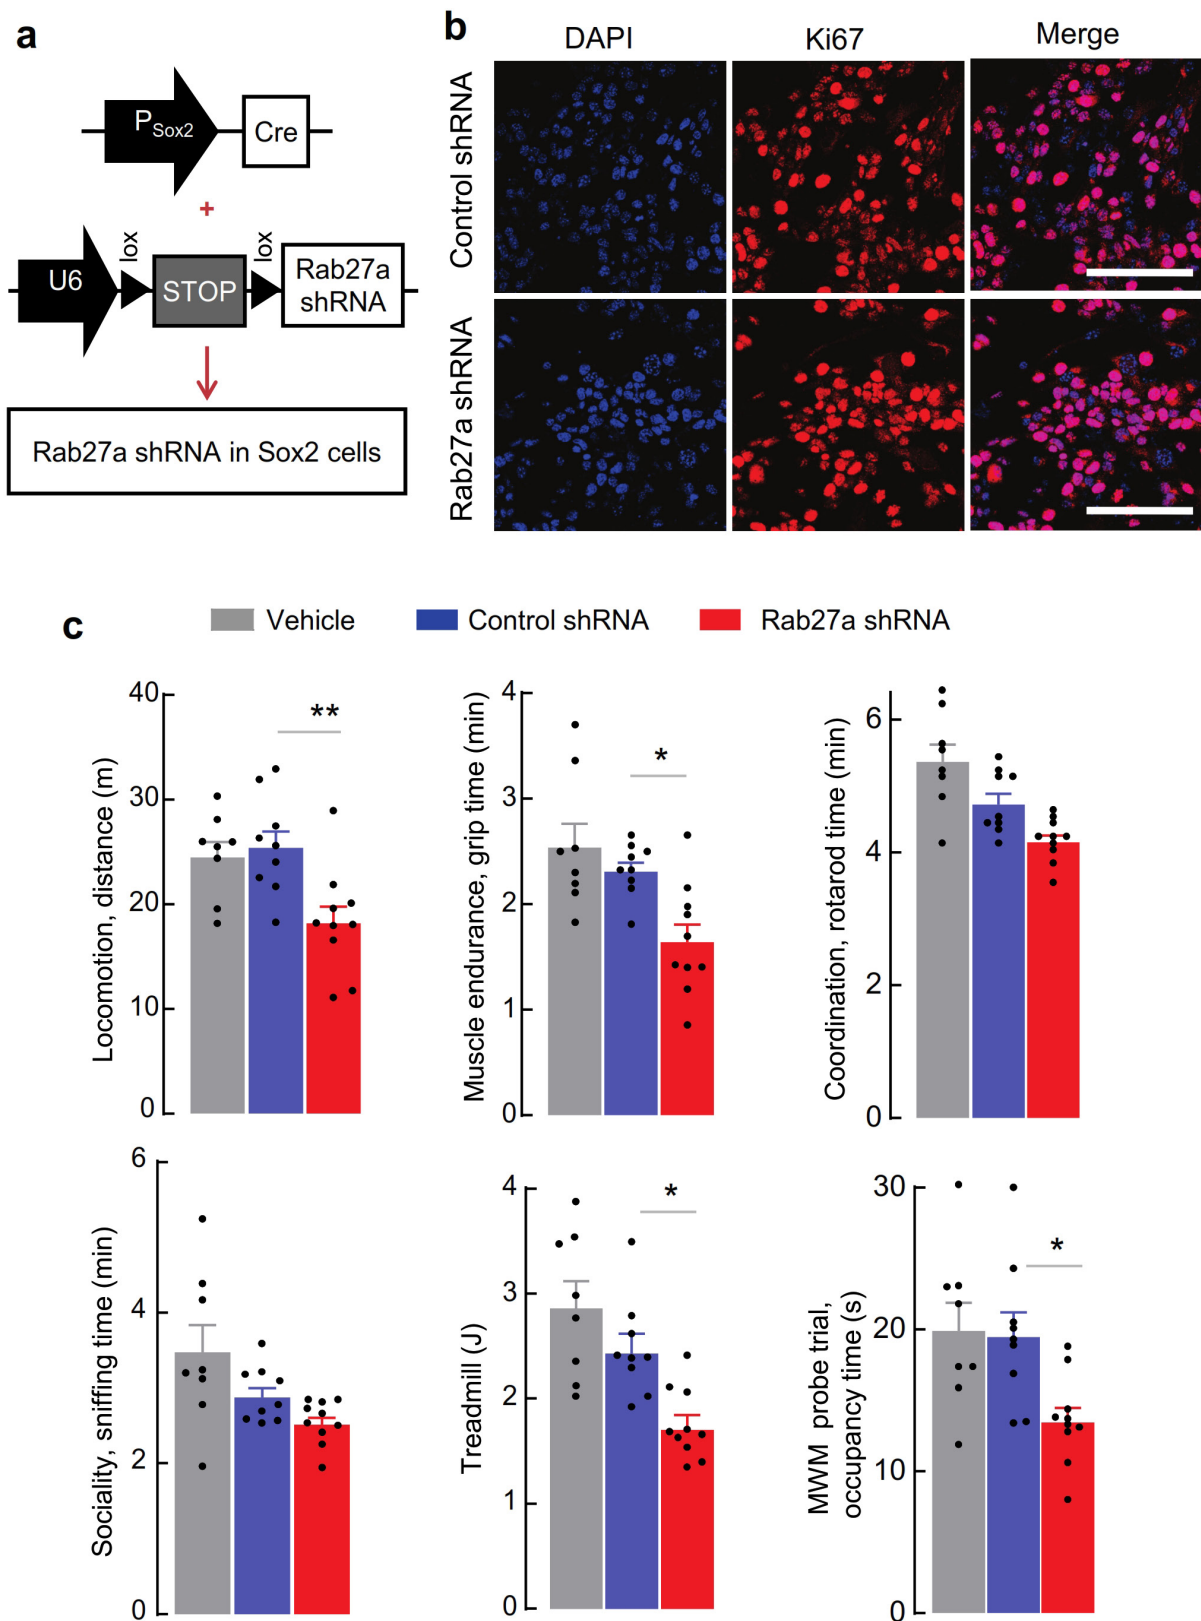 a
P_Sox2
Cre
+
lox
lox
U6
STOP
Rab27a
shRNA
Rab27a shRNA in Sox2 cells
b
DAPI
Ki67
Merge
Control shRNA
Rab27a shRNA
c
Vehicle
Control shRNA
Rab27a shRNA
Locomotion, distance (m)
40
30
20
10
0
**
Muscle endurance, grip time (min)
4
3
2
1
0
*
Coordination, rotarod time (min)
6
4
2
0
Sociality, sniffing time (min)
6
4
2
0
Treadmill (J)
4
3
2
1
0
*
MWM probe trial,
occupancy time (s)
30
20
10
0
*